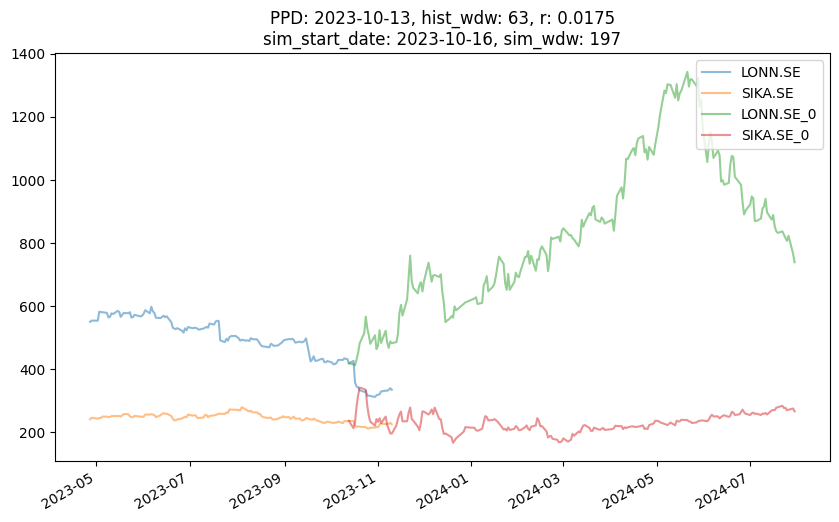 PPD: 2023-10-13, hist_wdw: 63, r: 0.0175
sim_start_date: 2023-10-16, sim_wdw: 197
LONN.SE
SIKA.SE
LONN.SE_0
SIKA.SE_0
1400
1200
1000
800
600
400
200
2023-05
2023-07
2023-09
2023-11
2024-01
2024-03
2024-05
2024-07